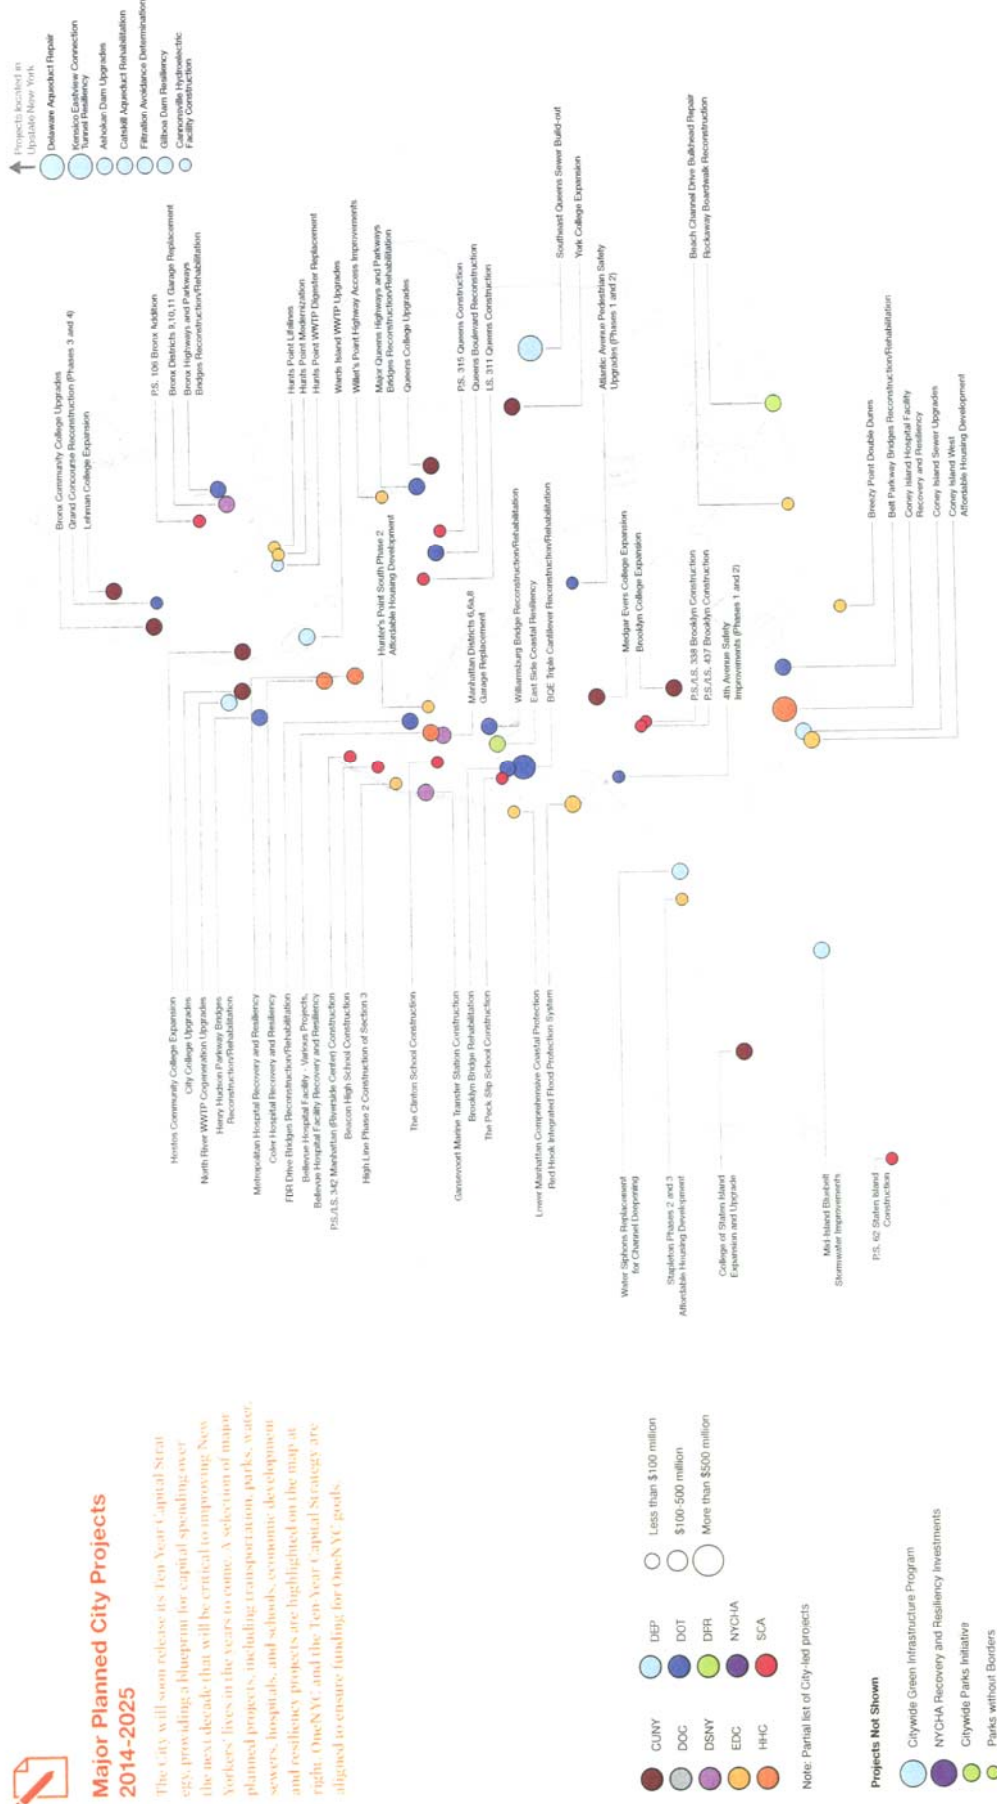 Major Planned City Projects
2014-2025
The City will soon release its Ten Year Capital Strat
egy, providing a blueprint for capital spending over
the next decade that will be critical to improving New
Yorkers' lives in the years to come. A selection of major
planned projects, including transportation, parks, water,
sewers, hospitals, and schools, economic development
and resiliency projects are highlighted on the map at
right. OneNYC and the Ten-Year Capital Strategy are
aligned to ensure funding for OneNYC goals.
CUNY
DOC
DSNY
EDC
HHC
DEP
DOT
DPR
NYCHA
SCA
Less than $100 million
$100-500 million
More than $500 million
Note: Partial list of City-led projects
Projects Not Shown
Citywide Green Infrastructure Program
NYCHA Recovery and Resiliency Investments
Citywide Parks Initiative
Parks without Borders
Hostos Community College Expansion
City College Upgrades
North River WWTP Cogeneration Upgrades
Henry Hudson Parkway Bridges
Reconstruction/Rehabilitation
Metropolitan Hospital Recovery and Resiliency
Coler Hospital Recovery and Resiliency
FDR Drive Bridges Reconstruction/Rehabilitation
Bellevue Hospital Facility - Various Projects,
Bellevue Hospital Facility Recovery and Resiliency
P.S./I.S. 342 Manhattan (Riverside Center) Construction
Beacon High School Construction
High Line Phase 2 Construction of Section 3
The Clinton School Construction
Gansevoort Marine Transfer Station Construction
Brooklyn Bridge Rehabilitation
The Peck Slip School Construction
Lower Manhattan Comprehensive Coastal Protection
Red Hook Integrated Flood Protection System
Water Siphons Replacement
for Channel Deepening
Stapleton Phases 2 and 3
Affordable Housing Development
College of Staten Island
Expansion and Upgrade
Mid-Island Bluebelt
Stormwater Improvements
P.S. 62 Staten Island
Construction
Bronx Community College Upgrades
Grand Concourse Reconstruction (Phases 3 and 4)
Lehman College Expansion
P.S. 106 Bronx Addition
Bronx Districts 9,10,11 Garage Replacement
Bronx Highways and Parkways
Bridges Reconstruction/Rehabilitation
Hunts Point Lifelines
Hunts Point Modernization
Hunts Point WWTP Digester Replacement
Wards Island WWTP Upgrades
Willet's Point Highway Access Improvements
Major Queens Highways and Parkways
Bridges Reconstruction/Rehabilitation
Queens College Upgrades
Hunter's Point South Phase 2
Affordable Housing Development
P.S. 315 Queens Construction
Queens Boulevard Reconstruction
I.S. 311 Queens Construction
Manhattan Districts 6,6a,8
Garage Replacement
Williamsburg Bridge Reconstruction/Rehabilitation
East Side Coastal Resiliency
BQE Triple Cantilever Reconstruction/Rehabilitation
Southeast Queens Sewer Build-out
York College Expansion
Atlantic Avenue Pedestrian Safety
Upgrades (Phases 1 and 2)
Medgar Evers College Expansion
Brooklyn College Expansion
P.S./I.S. 338 Brooklyn Construction
P.S./I.S. 437 Brooklyn Construction
4th Avenue Safety
Improvements (Phases 1 and 2)
Beach Channel Drive Bulkhead Repair
Rockaway Boardwalk Reconstruction
Breezy Point Double Dunes
Belt Parkway Bridges Reconstruction/Rehabilitation
Coney Island Hospital Facility
Recovery and Resiliency
Coney Island Sewer Upgrades
Coney Island West
Affordable Housing Development
Projects located in
Upstate New York
Delaware Aqueduct Repair
Kensico Eastview Connection
Tunnel Resiliency
Ashokan Dam Upgrades
Catskill Aqueduct Rehabilitation
Filtration Avoidance Determination
Gilboa Dam Resiliency
Cannonsville Hydroelectric
Facility Construction